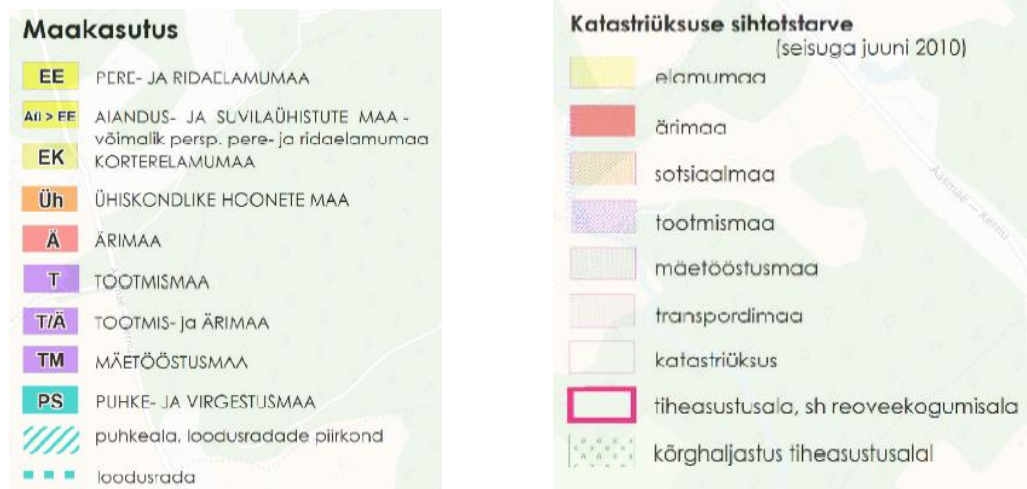 Maakasutus
EE PERE- JA RIDAELAMUMAA
AÜ > EE AIANDUS- JA SUVILAÜHISTUTE MAA -
võimalik persp. pere- ja ridaelamumaa
EK KORTERELAMUMAA
Üh ÜHISKONDLIKE HOONETE MAA
Ä ÄRIMAA
T TOOTMISMAA
T/Ä TOOTMIS- ja ÄRIMAA
TM MÄETÖÖSTUSMAA
PS PUHKE- JA VIRGESTUSMAA
puhkeala, loodusradade piirkond
loodusrada
Katastriüksuse sihtotstarve
(seisuga juuni 2010)
elamumaa
ärimaa
sotsiaalmaa
tootmismaa
mäetööstusmaa
transpordimaa
katastriüksus
tiheasustusala, sh reoveekogumisala
kõrghaljastus tiheasustusalal
Aasmäe — Kernu